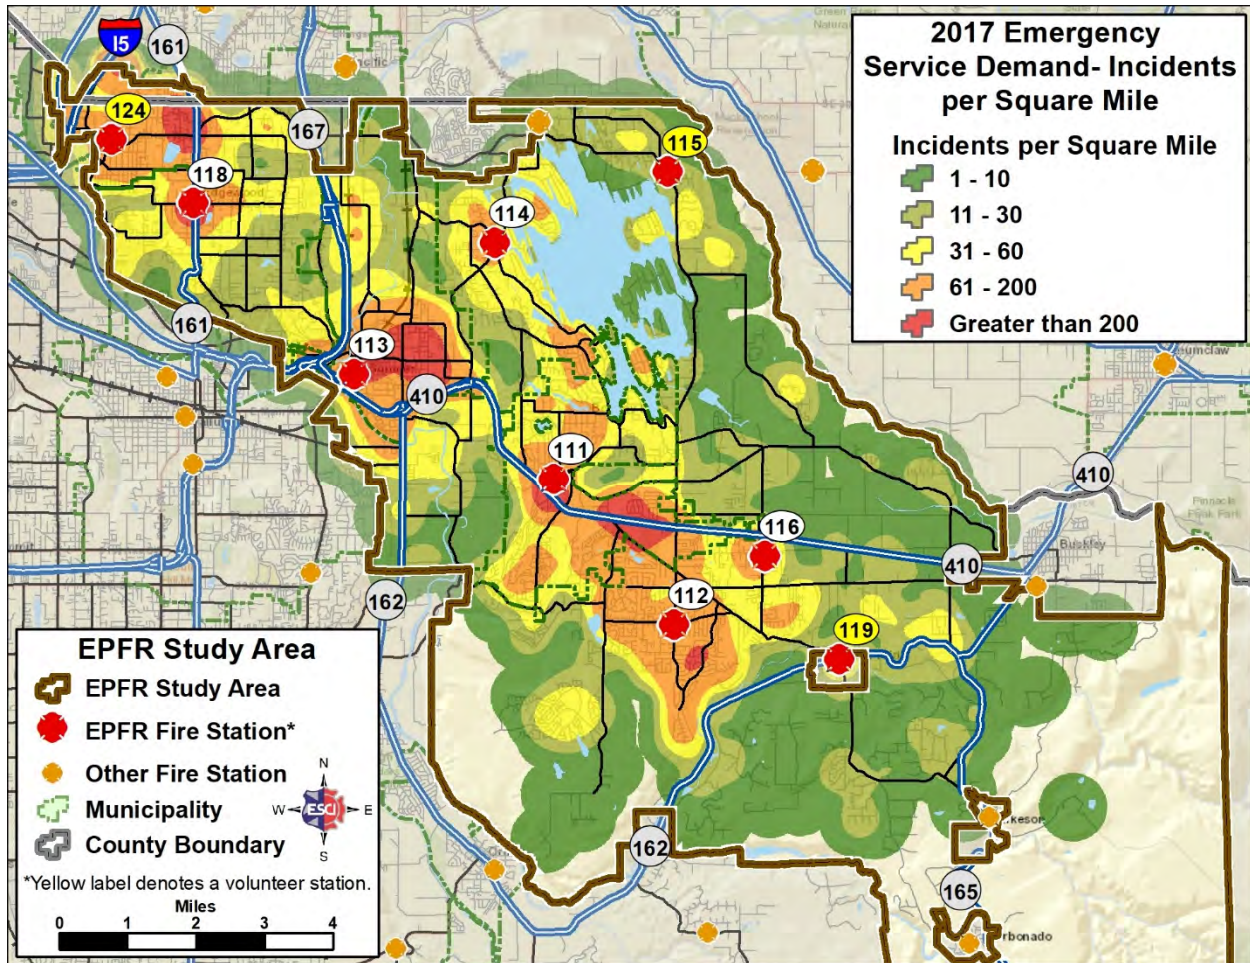 2017 Emergency
Service Demand- Incidents
per Square Mile
Incidents per Square Mile
1 - 10
11 - 30
31 - 60
61 - 200
Greater than 200
I5
161
167
124
118
115
114
161
113
410
111
116
410
410
112
162
119
162
165
Buckley
EPFR Study Area
EPFR Study Area
EPFR Fire Station*
Other Fire Station
Municipality
County Boundary
N
W ESCI E
S
*Yellow label denotes a volunteer station.
Miles
0 1 2 3 4